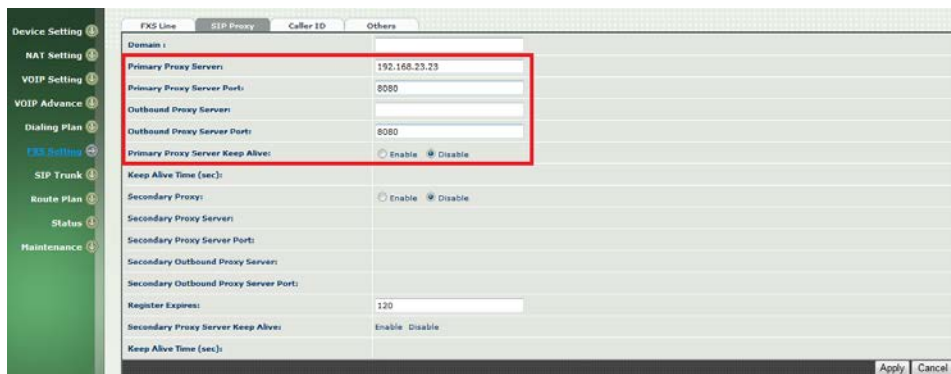 Device Setting
NAT Setting
VOIP Setting
VOIP Advance
Dialing Plan
FXS Setting
SIP Trunk
Route Plan
Status
Maintenance
FXS Line SIP Proxy Caller ID Others
Domain :
Primary Proxy Server: 192.168.23.23
Primary Proxy Server Port: 8080
Outbound Proxy Server:
Outbound Proxy Server Port: 8080
Primary Proxy Server Keep Alive: Enable Disable
Keep Alive Time (sec):
Secondary Proxy: Enable Disable
Secondary Proxy Server:
Secondary Proxy Server Port:
Secondary Outbound Proxy Server:
Secondary Outbound Proxy Server Port:
Register Expires: 120
Secondary Proxy Server Keep Alive: Enable Disable
Keep Alive Time (sec):
Apply Cancel